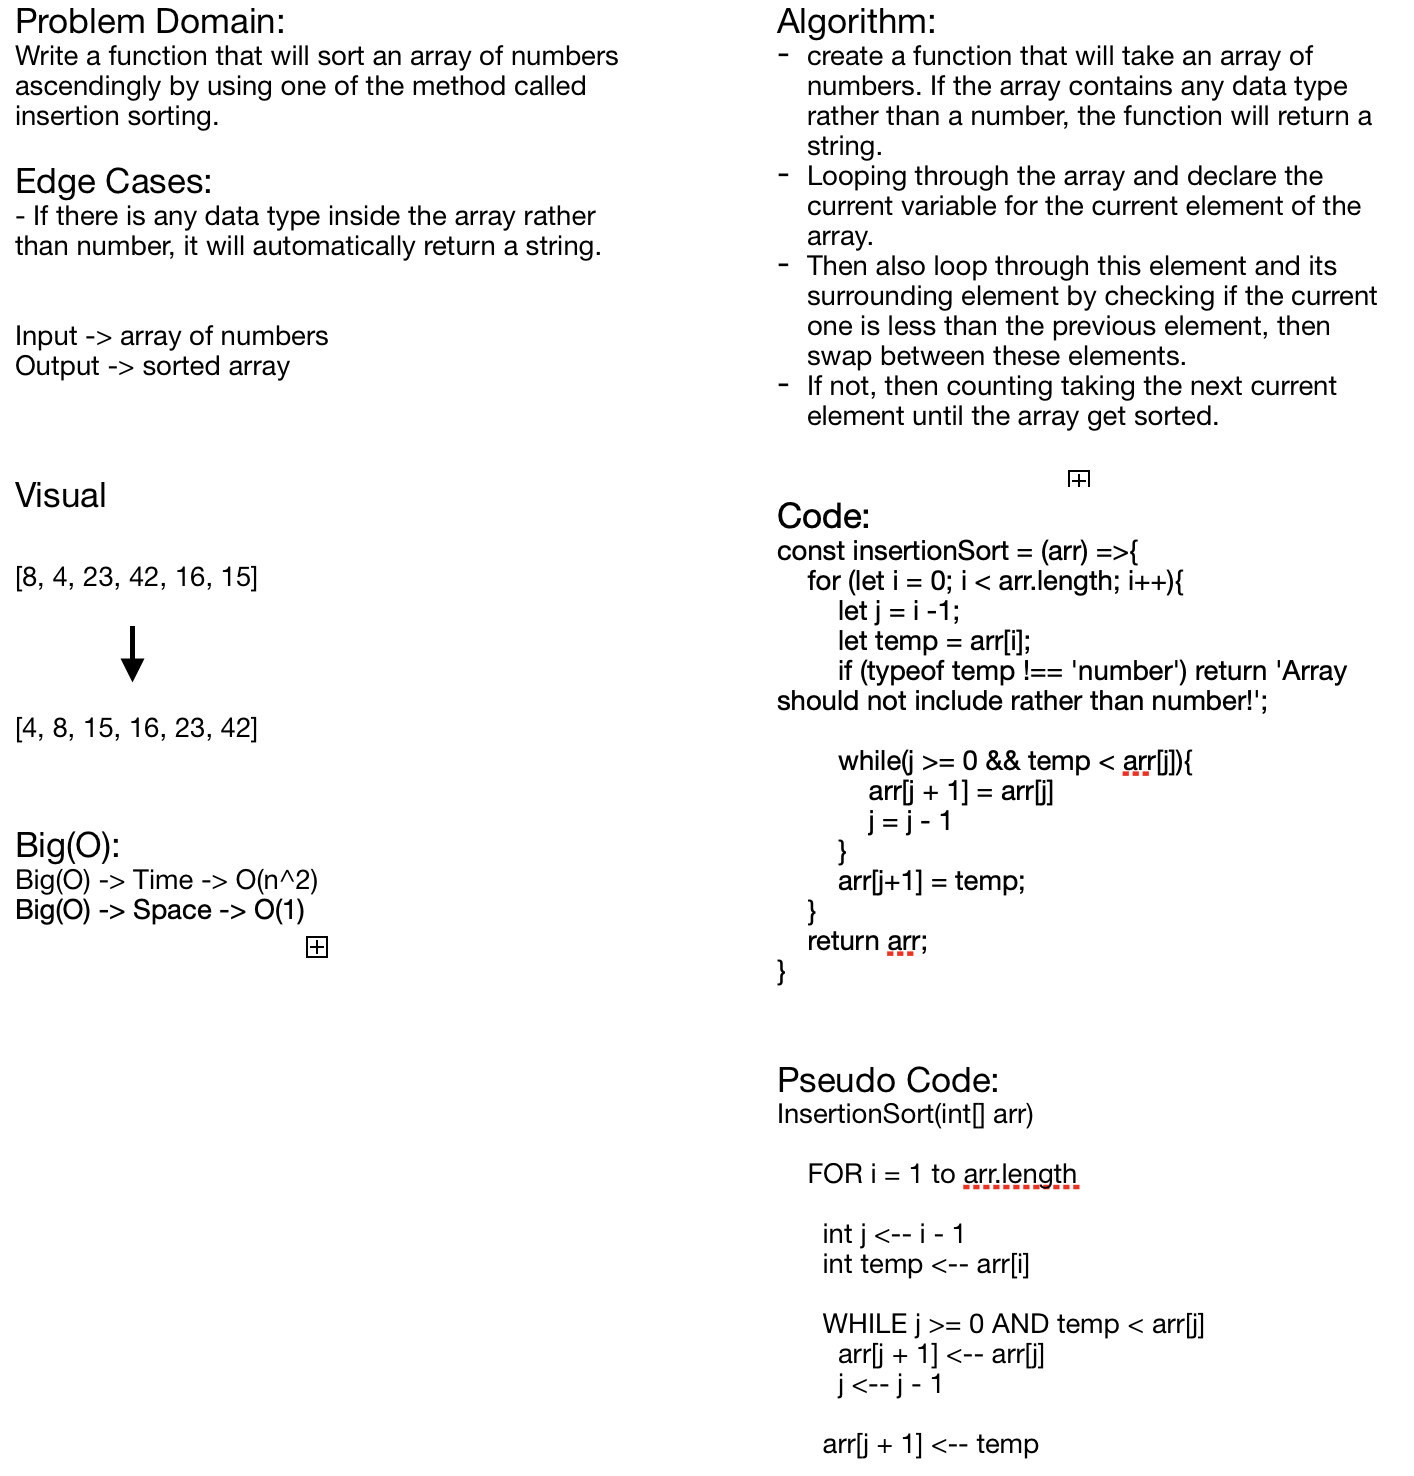 Problem Domain:
Write a function that will sort an array of numbers
ascendingly by using one of the method called
insertion sorting.
Edge Cases:
- If there is any data type inside the array rather
than number, it will automatically return a string.
Input -> array of numbers
Output -> sorted array
Visual
[8, 4, 23, 42, 16, 15]
[4, 8, 15, 16, 23, 42]
Big(O):
Big(O) -> Time -> O(n^2)
Big(O) -> Space -> O(1)
Algorithm:
- create a function that will take an array of
numbers. If the array contains any data type
rather than a number, the function will return a
string.
- Looping through the array and declare the
current variable for the current element of the
array.
- Then also loop through this element and its
surrounding element by checking if the current
one is less than the previous element, then
swap between these elements.
- If not, then counting taking the next current
element until the array get sorted.
Code:
const insertionSort = (arr) =>{
for (let i = 0; i < arr.length; i++){
let j = i -1;
let temp = arr[i];
if (typeof temp !== 'number') return 'Array
should not include rather than number!';
while(j >= 0 && temp < arr[j]){
arr[j + 1] = arr[j]
j = j - 1
}
arr[j+1] = temp;
}
return arr;
}
Pseudo Code:
InsertionSort(int[] arr)
FOR i = 1 to arr.length
int j <-- i - 1
int temp <-- arr[i]
WHILE j >= 0 AND temp < arr[j]
arr[j + 1] <-- arr[j]
j <-- j - 1
arr[j + 1] <-- temp